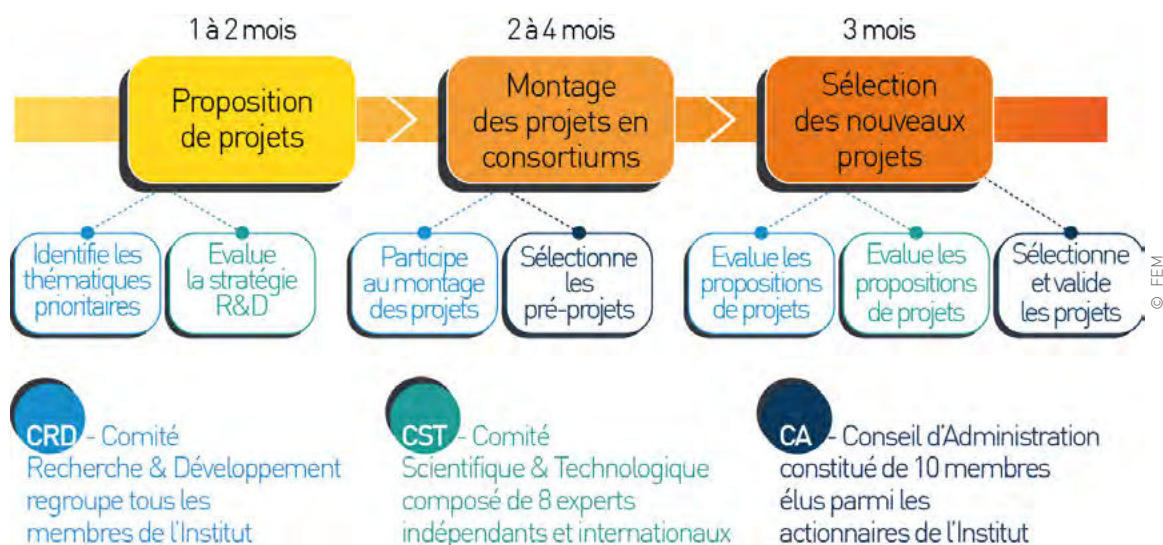 1 à 2 mois
2 à 4 mois
3 mois
Proposition
de projets
Montage
des projets en
consortiums
Sélection
des nouveaux
projets
Identifie les
thématiques
prioritaires
Evalue
la stratégie
R&D
Participe
au montage
des projets
Sélectionne
les
pré-projets
Evalue les
propositions
de projets
Evalue les
propositions
de projets
Sélectionne
et valide
les projets
© FEM
CRD - Comité
Recherche & Développement
regroupe tous les
membres de l'Institut
CST - Comité
Scientifique & Technologique
composé de 8 experts
indépendants et internationaux
CA - Conseil d'Administration
constitué de 10 membres
élus parmi les
actionnaires de l'Institut